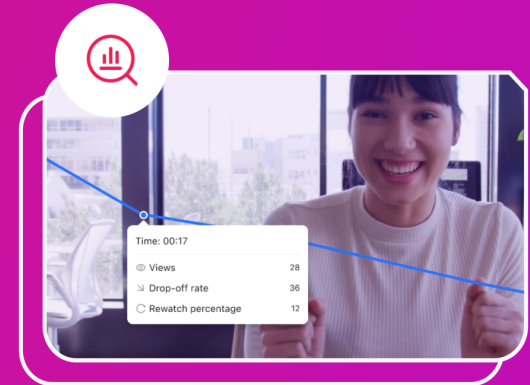 Time: 00:17
Views 28
Drop-off rate 36
Rewatch percentage 12